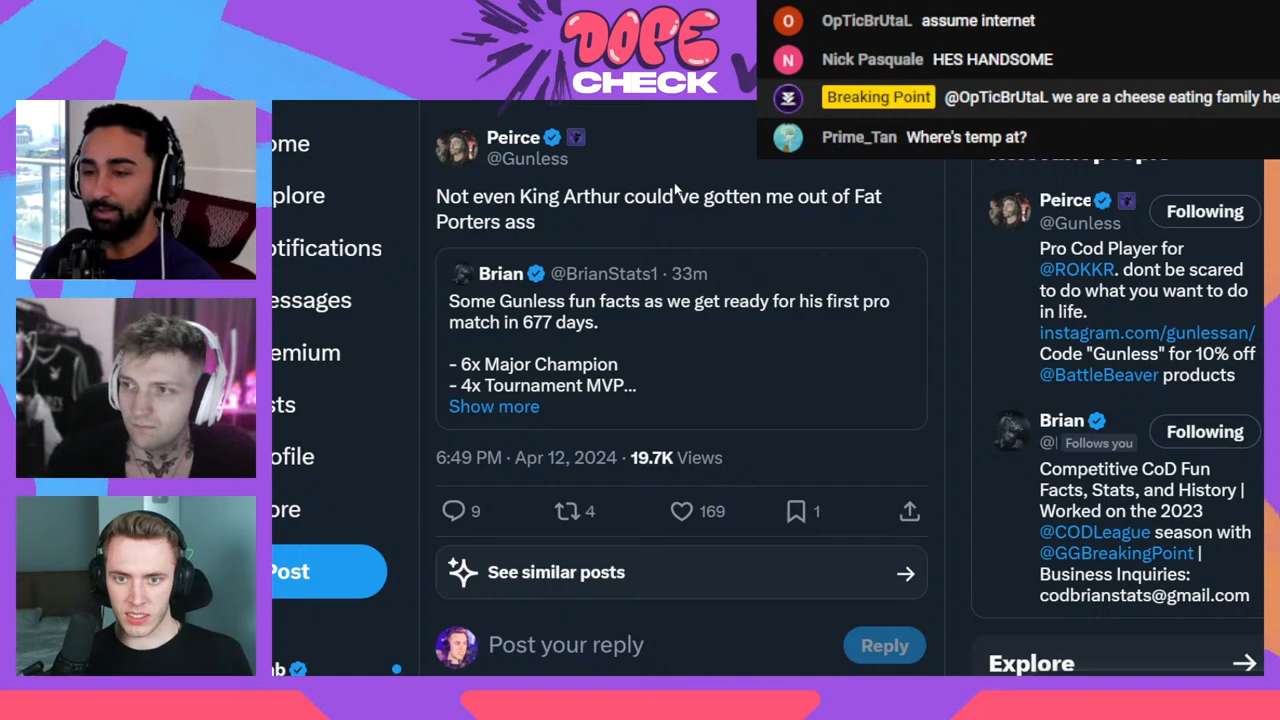 DOPE
CHECK
OpTicBrUtaL assume internet
Nick Pasquale HES HANDSOME
Breaking Point @OpTicBrUtaL we are a cheese eating family he
Prime_Tan Where's temp at?
ome
plore
otifications
essages
emium
sts
ofile
ore
Post
Peirce
@Gunless
Not even King Arthur could've gotten me out of Fat
Porters ass
Brian @BrianStats1 · 33m
Some Gunless fun facts as we get ready for his first pro
match in 677 days.
- 6x Major Champion
- 4x Tournament MVP...
Show more
6:49 PM · Apr 12, 2024 · 19.7K Views
9 4 169 1
See similar posts
Post your reply
Reply
Peirce
@Gunless
Following
Pro Cod Player for
@ROKKR. dont be scared
to do what you want to do
in life.
instagram.com/gunlessan/
Code "Gunless" for 10% off
@BattleBeaver products
Brian
Follows you
Following
Competitive CoD Fun
Facts, Stats, and History |
Worked on the 2023
@CODLeague season with
@GGBreakingPoint |
Business Inquiries:
codbrianstats@gmail.com
Explore